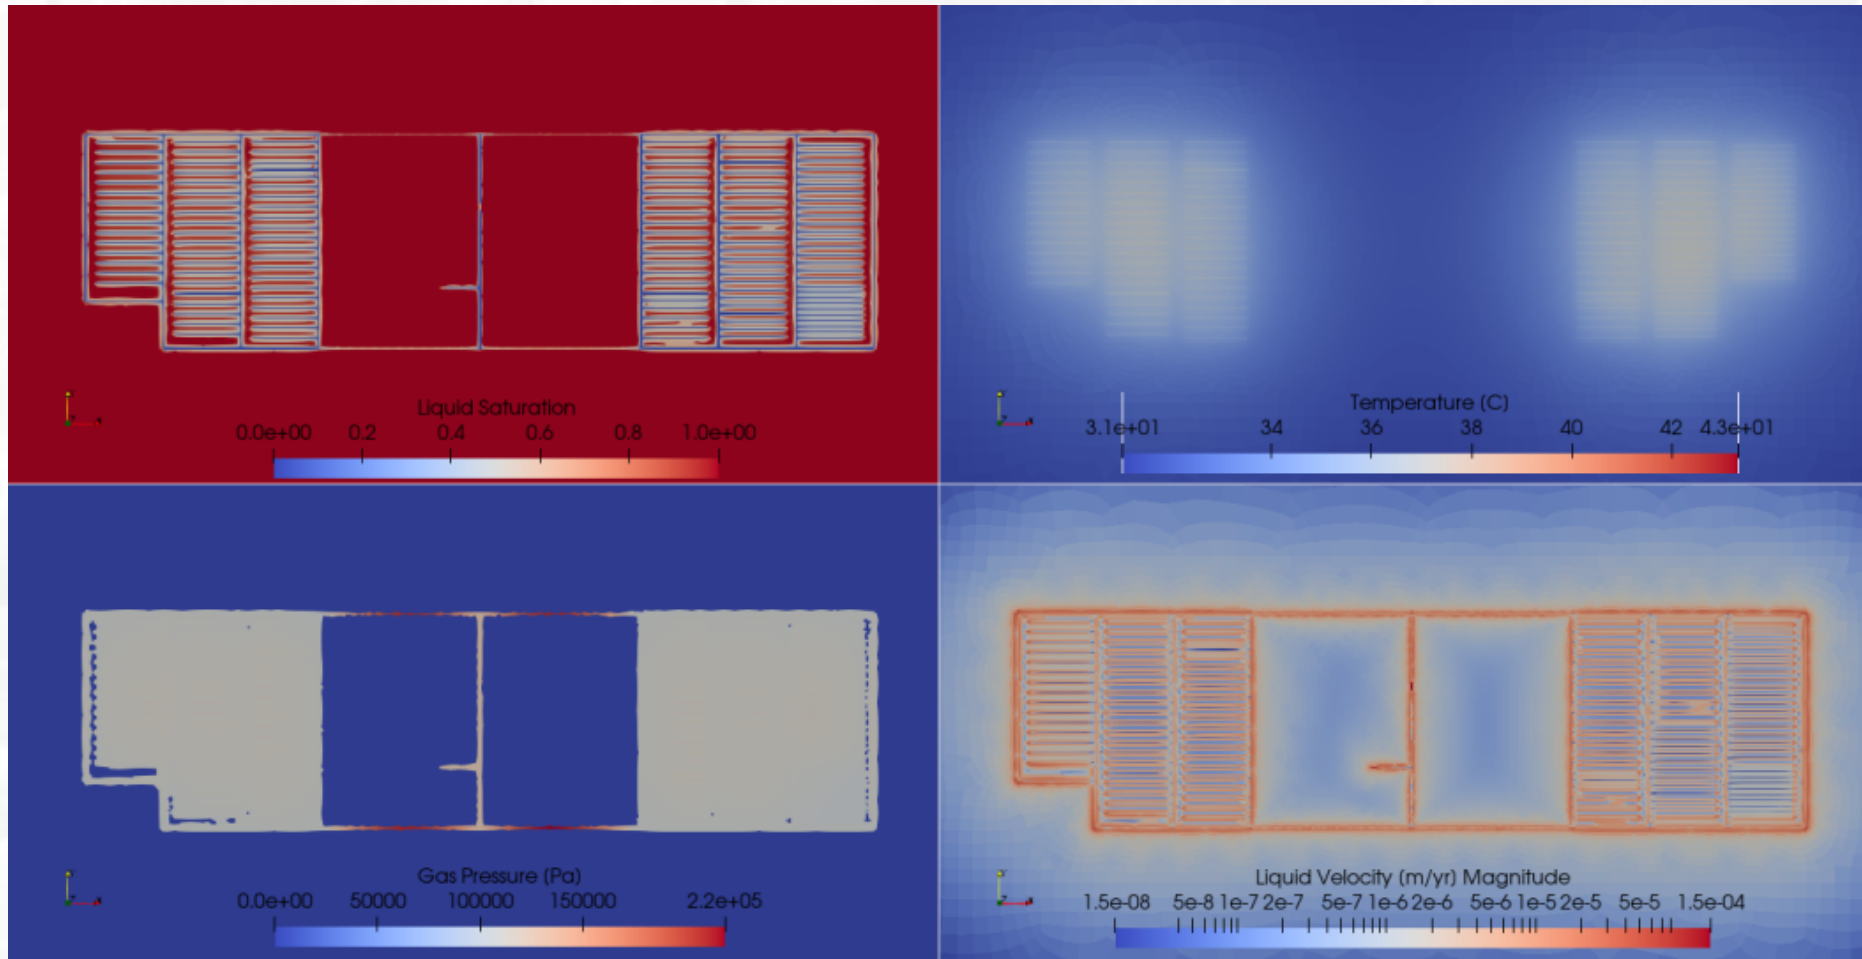 Liquid Saturation
0.0e+00 0.2 0.4 0.6 0.8 1.0e+00
Temperature (C)
3.1e+01 34 36 38 40 42 4.3e+01
Gas Pressure (Pa)
0.0e+00 50000 100000 150000 2.2e+05
Liquid Velocity (m/yr) Magnitude
1.5e-08 5e-8 1e-7 2e-7 5e-7 1e-6 2e-6 5e-6 1e-5 2e-5 5e-5 1.5e-04